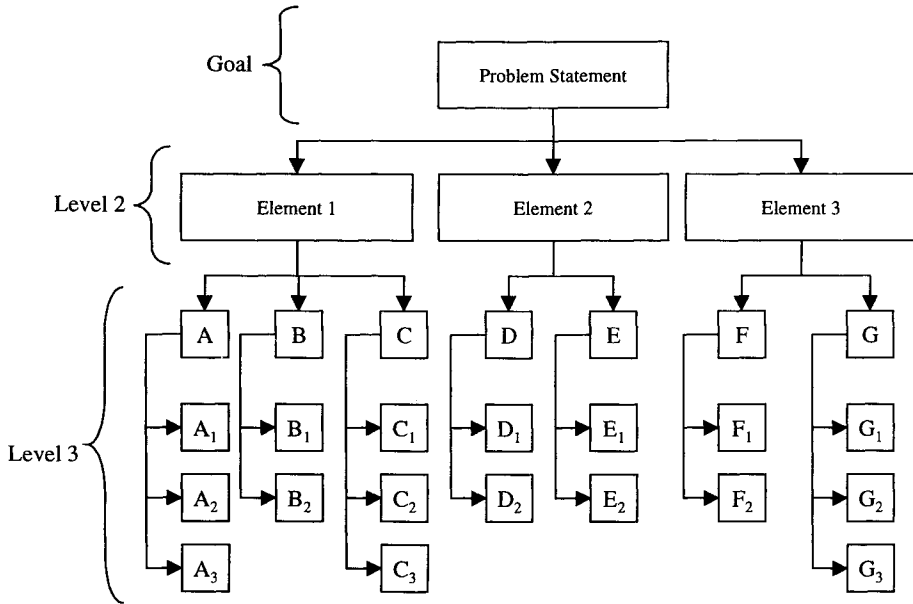 Goal
Problem Statement
Level 2
Element 1
Element 2
Element 3
Level 3
A
B
C
D
E
F
G
A₁
B₁
C₁
D₁
E₁
F₁
G₁
A₂
B₂
C₂
D₂
E₂
F₂
G₂
A₃
C₃
G₃